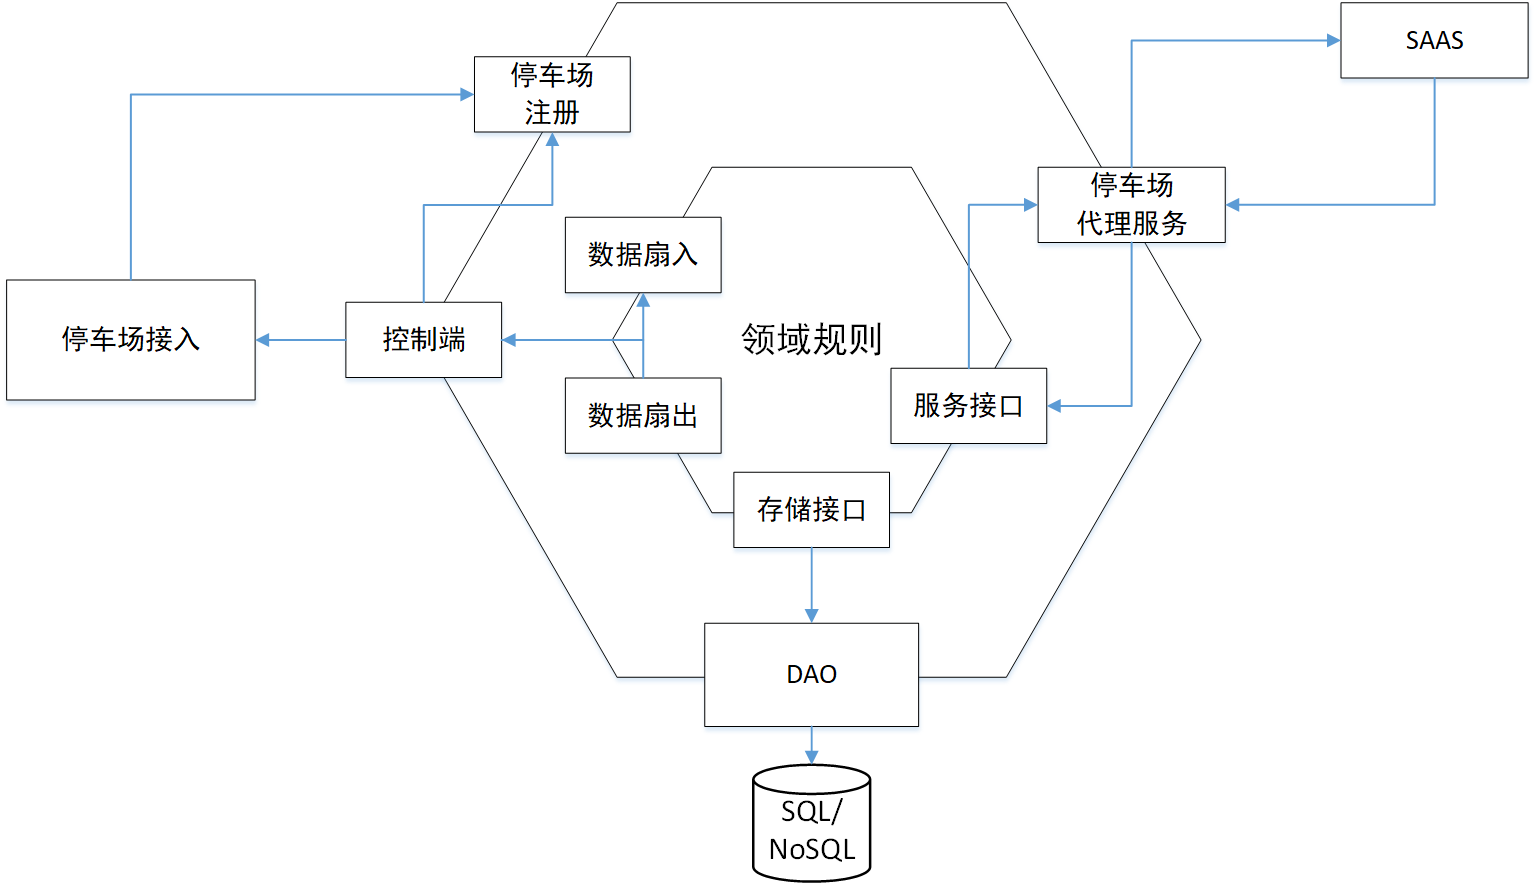 SAAS
停车场
注册
停车场
代理服务
数据扇入
停车场接入
控制端
领域规则
数据扇出
服务接口
存储接口
DAO
SQL/
NoSQL